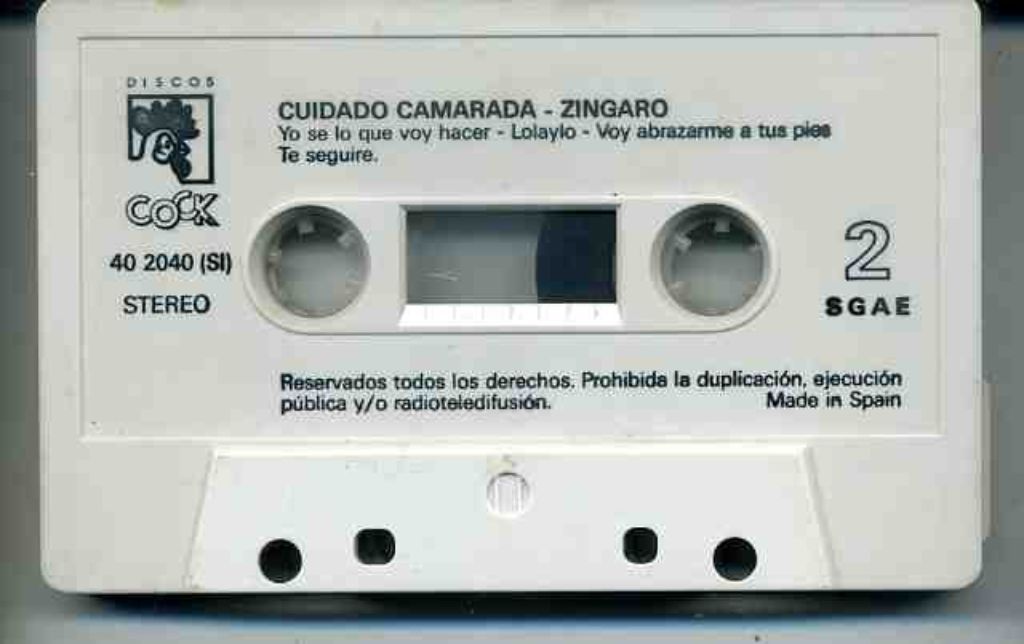 DISCOS
COCK
40 2040 (SI)
STEREO
CUIDADO CAMARADA - ZINGARO
Yo se lo que voy hacer - Lolaylo - Voy abrazarme a tus pies
Te seguire.
2
SGAE
Reservados todos los derechos. Prohibida la duplicación, ejecución
pública y/o radioteledifusión.
Made in Spain